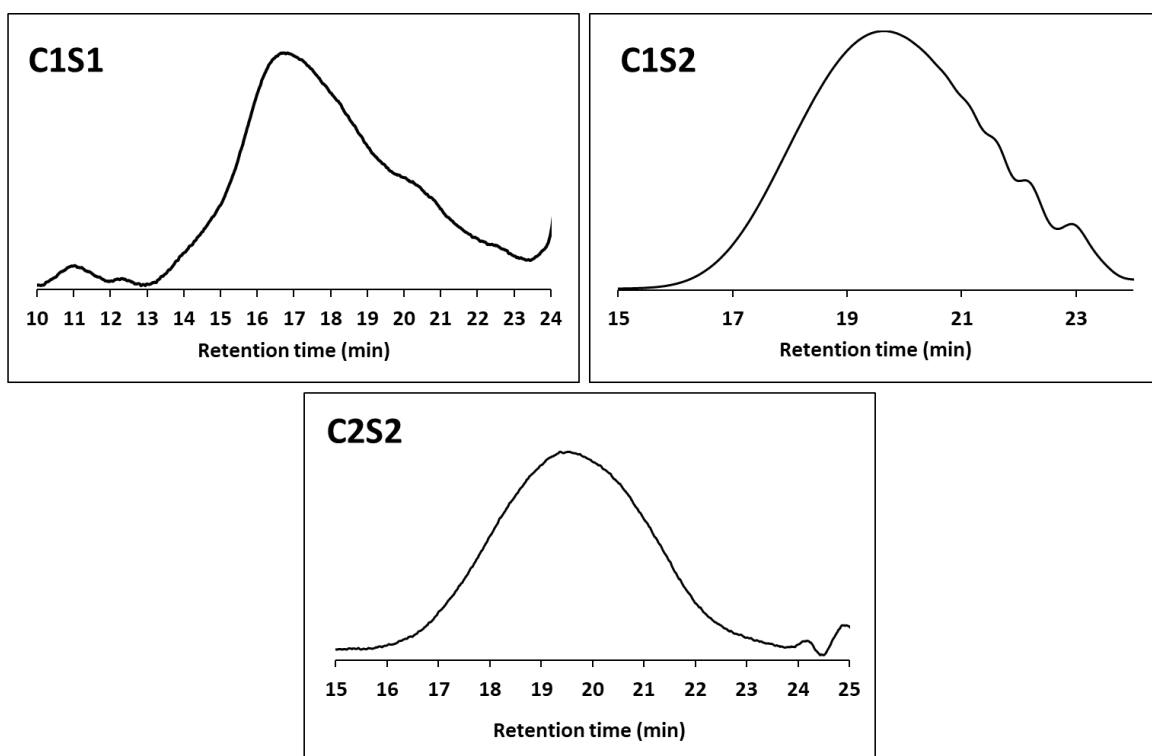 C1S1
10 11 12 13 14 15 16 17 18 19 20 21 22 23 24
Retention time (min)
C1S2
15 17 19 21 23
Retention time (min)
C2S2
15 16 17 18 19 20 21 22 23 24 25
Retention time (min)